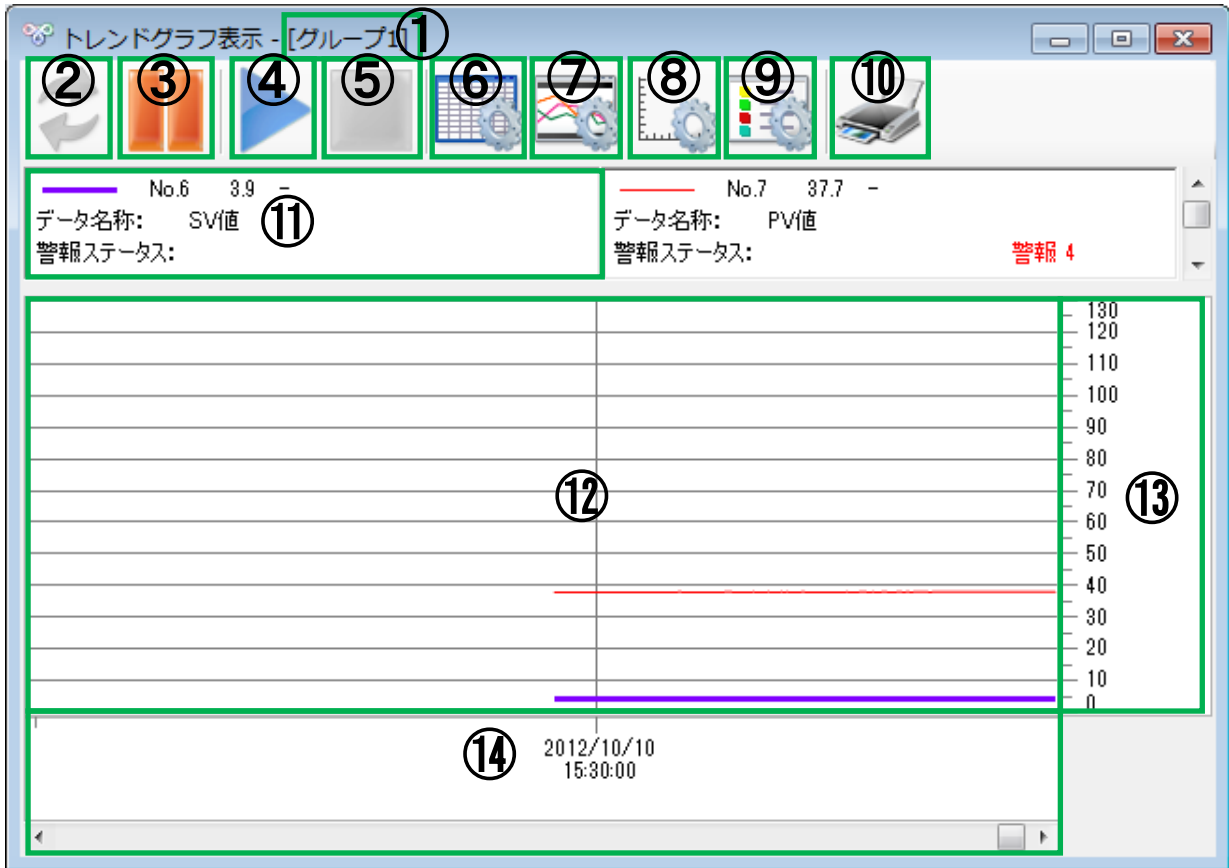 トレンドグラフ表示 - [グループ1] ①
② ③ ④ ⑤ ⑥ ⑦ ⑧ ⑨ ⑩
No.6 3.9 -
データ名称: SV値
警報ステータス:
⑪
No.7 37.7 -
データ名称: PV値
警報ステータス: 警報 4
130
120
110
100
90
80
70
60
50
40
30
20
10
0
⑫
⑬
⑭
2012/10/10
15:30:00